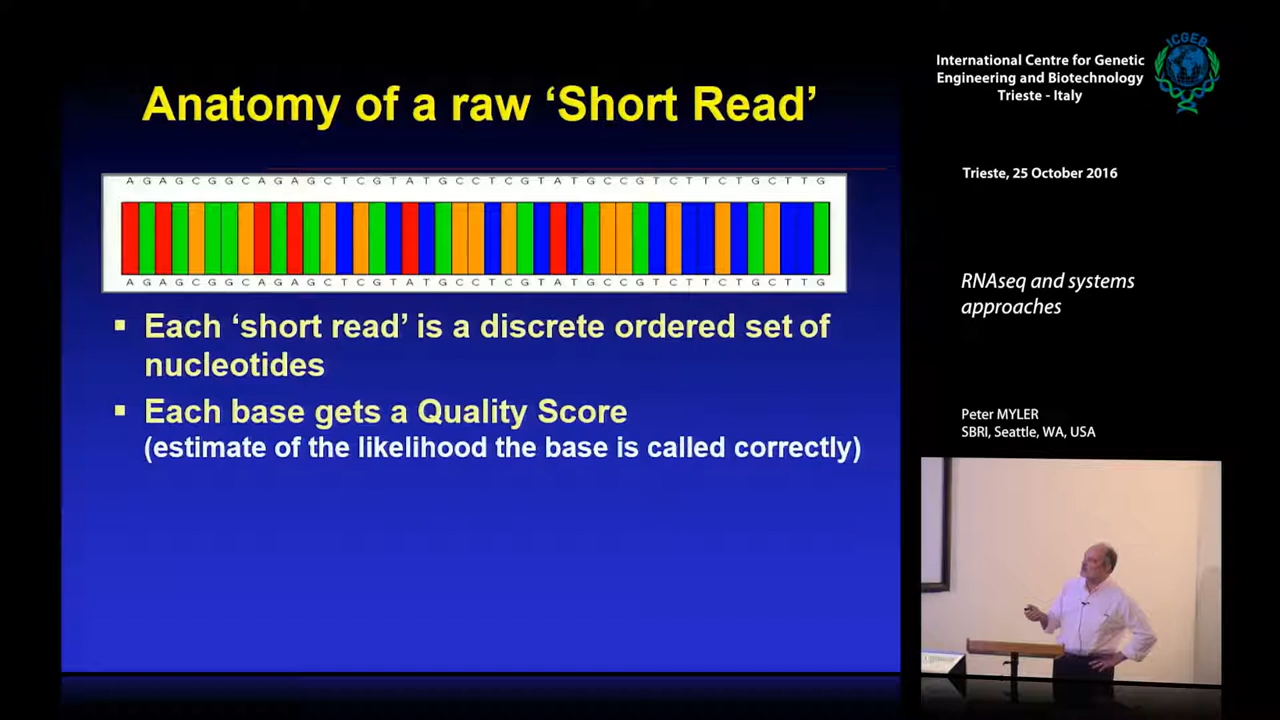 Anatomy of a raw ‘Short Read’
A G A G C G G C A G A G C T C G T A T G C C T C G T A T G C C G T C T T C T G C T T G
A G A G C G G C A G A G C T C G T A T G C C T C G T A T G C C G T C T T C T G C T T G
▪ Each ‘short read’ is a discrete ordered set of
nucleotides
▪ Each base gets a Quality Score
(estimate of the likelihood the base is called correctly)
International Centre for Genetic
Engineering and Biotechnology
Trieste - Italy
ICGEB
Trieste, 25 October 2016
RNAseq and systems
approaches
Peter MYLER
SBRI, Seattle, WA, USA